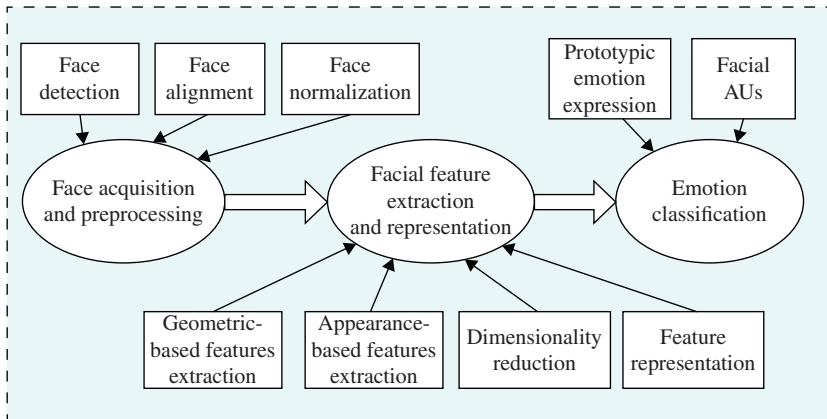 Face
detection
Face
alignment
Face
normalization
Prototypic
emotion
expression
Facial
AUs
Face acquisition
and preprocessing
Facial feature
extraction
and representation
Emotion
classification
Geometric-
based features
extraction
Appearance-
based features
extraction
Dimensionality
reduction
Feature
representation